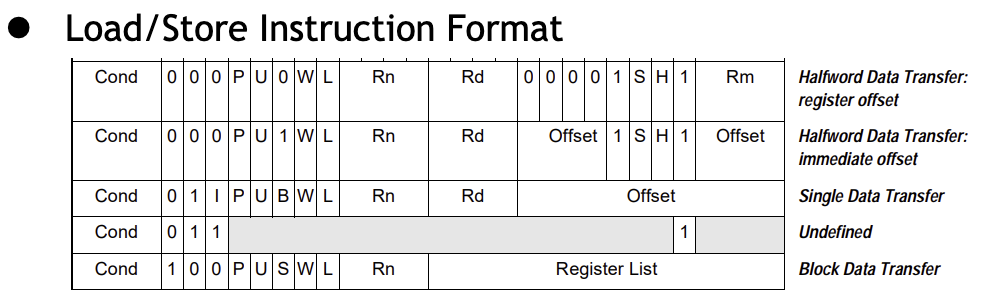 ● Load/Store Instruction Format
Cond 0 0 0 P U 0 W L Rn Rd 0 0 0 0 1 S H 1 Rm Halfword Data Transfer:
register offset
Cond 0 0 0 P U 1 W L Rn Rd Offset 1 S H 1 Offset Halfword Data Transfer:
immediate offset
Cond 0 1 I P U B W L Rn Rd Offset Single Data Transfer
Cond 0 1 1 1 Undefined
Cond 1 0 0 P U S W L Rn Register List Block Data Transfer